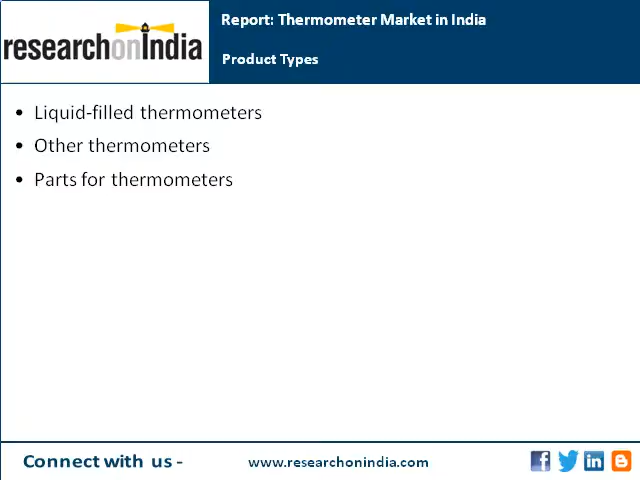 researchonIndia
Report: Thermometer Market in India
Product Types
• Liquid-filled thermometers
• Other thermometers
• Parts for thermometers
Connect with us -
www.researchonindia.com